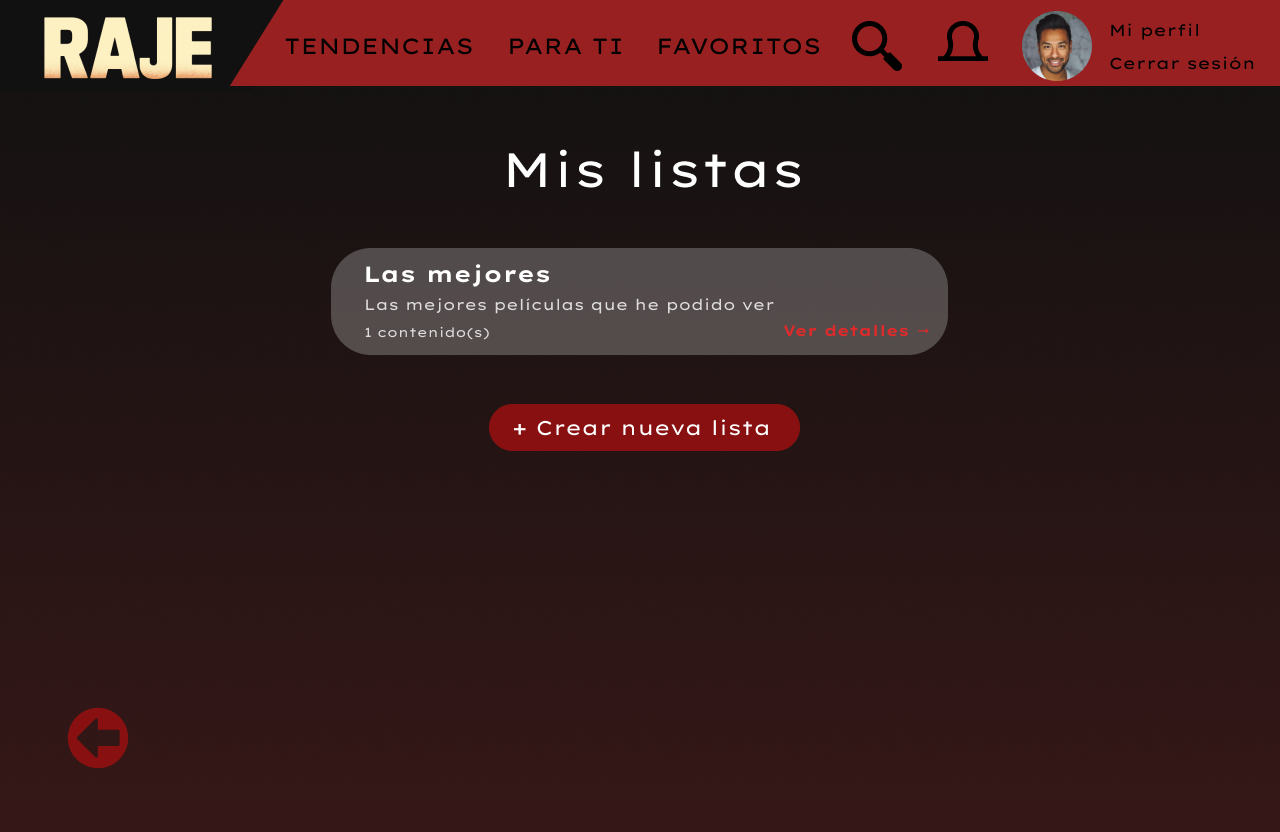 RAJE
TENDENCIAS
PARA TI
FAVORITOS
Mi perfil
Cerrar sesión
Mis listas
Las mejores
Las mejores películas que he podido ver
1 contenido(s)
Ver detalles →
+ Crear nueva lista